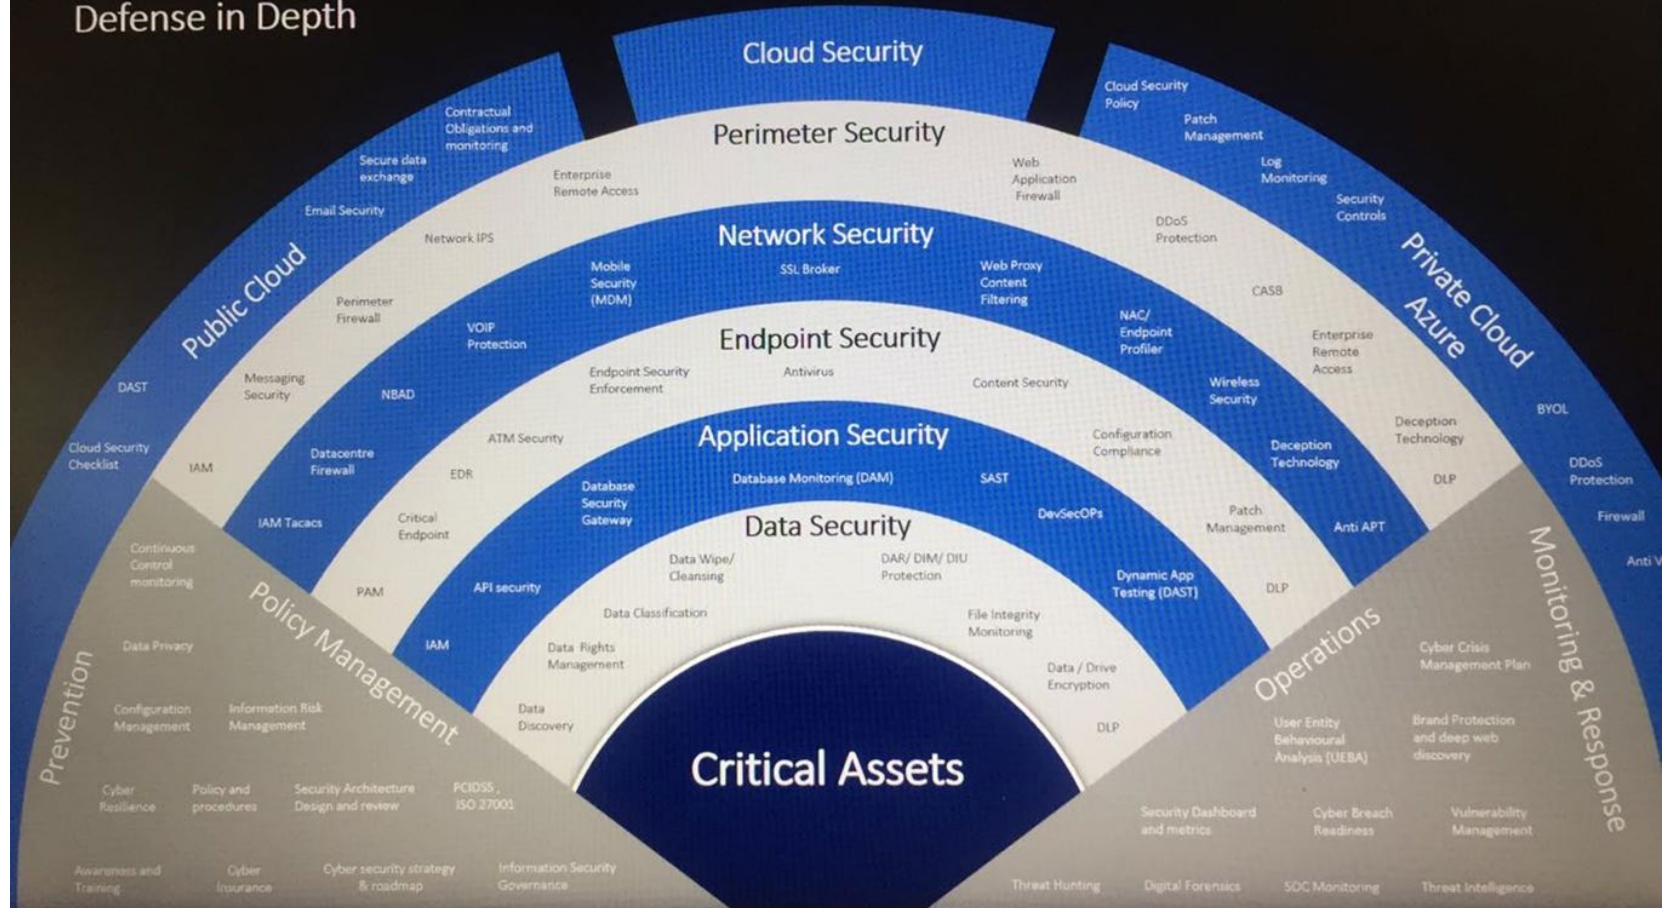 Defense in Depth
Cloud Security
Public Cloud
Contractual
Obligations and
monitoring
Secure data
exchange
Email Security
DAST
Cloud Security
Checklist
Private Cloud
Azure
Cloud Security
Policy
Patch
Management
Log
Monitoring
Security
Controls
BYOL
DDoS
Protection
Firewall
Anti V
Perimeter Security
Enterprise
Remote Access
Network IPS
Perimeter
Firewall
Messaging
Security
IAM
Web
Application
Firewall
DDoS
Protection
CASB
Enterprise
Remote
Access
Deception
Technology
DLP
Network Security
Mobile
Security
(MDM)
SSL Broker
Web Proxy
Content
Filtering
VOIP
Protection
NBAD
Datacentre
Firewall
IAM Tacacs
NAC/
Endpoint
Profiler
Wireless
Security
Deception
Technology
Anti APT
Endpoint Security
Endpoint Security
Enforcement
Antivirus
Content Security
ATM Security
EDR
Critical
Endpoint
PAM
Configuration
Compliance
Patch
Management
DLP
Application Security
Database Monitoring (DAM)
SAST
Database
Security
Gateway
API security
IAM
DevSecOPs
Dynamic App
Testing (DAST)
Data Security
Data Wipe/
Cleansing
DAR/ DIM/ DIU
Protection
Data Classification
Data Rights
Management
Data
Discovery
File Integrity
Monitoring
Data / Drive
Encryption
DLP
Critical Assets
Prevention
Policy Management
Continuous
Control
monitoring
Data Privacy
Configuration
Management
Information Risk
Management
Cyber
Resilience
Policy and
procedures
Security Architecture
Design and review
PCIDSS,
ISO 27001
Awareness and
Training
Cyber
Insurance
Cyber security strategy
& roadmap
Information Security
Governance
Operations
Monitoring & Response
Cyber Crisis
Management Plan
User Entity
Behavioural
Analysis (UEBA)
Brand Protection
and deep web
discovery
Security Dashboard
and metrics
Cyber Breach
Readiness
Vulnerability
Management
Threat Hunting
Digital Forensics
SOC Monitoring
Threat Intelligence